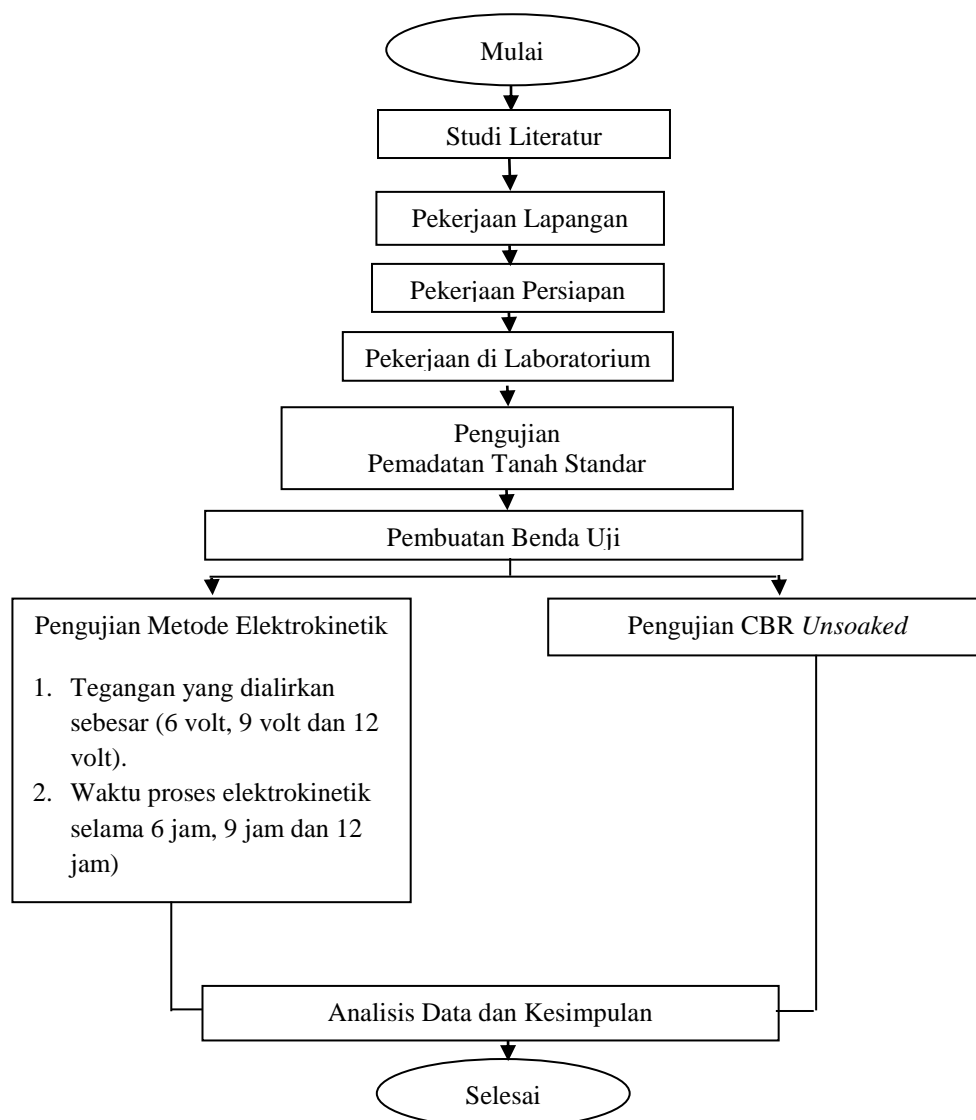 Mulai
Studi Literatur
Pekerjaan Lapangan
Pekerjaan Persiapan
Pekerjaan di Laboratorium
Pengujian
Pemadatan Tanah Standar
Pembuatan Benda Uji
Pengujian Metode Elektrokinetik
1. Tegangan yang dialirkan
sebesar (6 volt, 9 volt dan 12
volt).
2. Waktu proses elektrokinetik
selama 6 jam, 9 jam dan 12
jam)
Pengujian CBR Unsoaked
Analisis Data dan Kesimpulan
Selesai